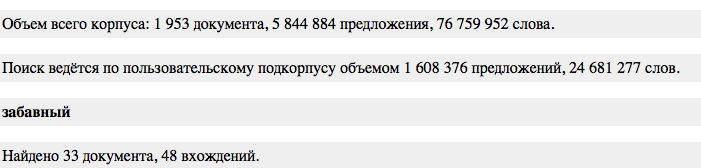 Объем всего корпуса: 1 953 документа, 5 844 884 предложения, 76 759 952 слова.
Поиск ведётся по пользовательскому подкорпусу объемом 1 608 376 предложений, 24 681 277 слов.
забавный
Найдено 33 документа, 48 вхождений.